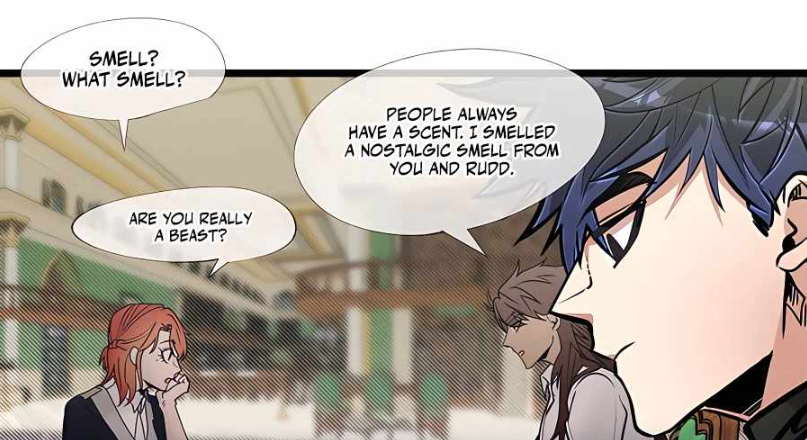 SMELL?
WHAT SMELL?
PEOPLE ALWAYS
HAVE A SCENT. I SMELLED
A NOSTALGIC SMELL FROM
YOU AND RUDD.
ARE YOU REALLY
A BEAST?